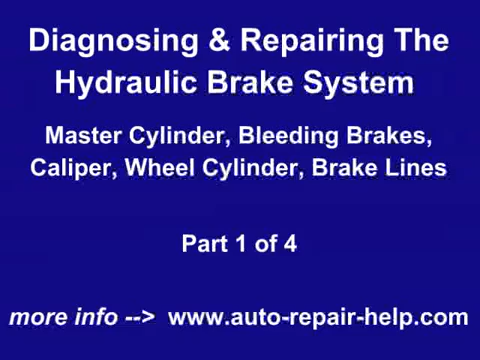 Diagnosing & Repairing The
Hydraulic Brake System
Master Cylinder, Bleeding Brakes,
Caliper, Wheel Cylinder, Brake Lines
Part 1 of 4
more info --> www.auto-repair-help.com